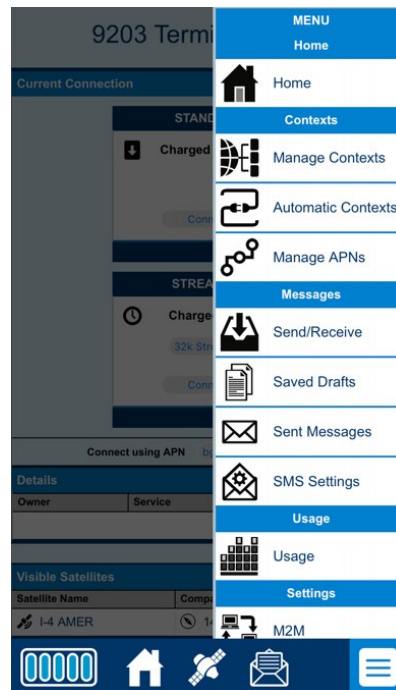 9203 Termi
Current Connection
STAND
Charged
Conn
STREA
Charge
32k Str
Conn
Connect using APN
Details
Owner Service
Visible Satellites
Satellite Name Compa
I-4 AMER 14
MENU
Home
Home
Contexts
Manage Contexts
Automatic Contexts
Manage APNs
Messages
Send/Receive
Saved Drafts
Sent Messages
SMS Settings
Usage
Usage
Settings
M2M